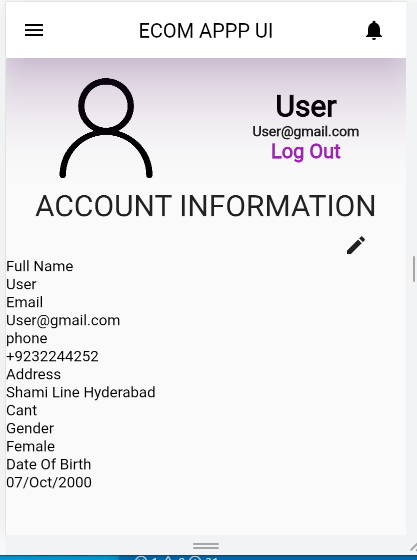 ECOM APPP UI
User
User@gmail.com
Log Out
ACCOUNT INFORMATION
Full Name
User
Email
User@gmail.com
phone
+9232244252
Address
Shami Line Hyderabad
Cant
Gender
Female
Date Of Birth
07/Oct/2000